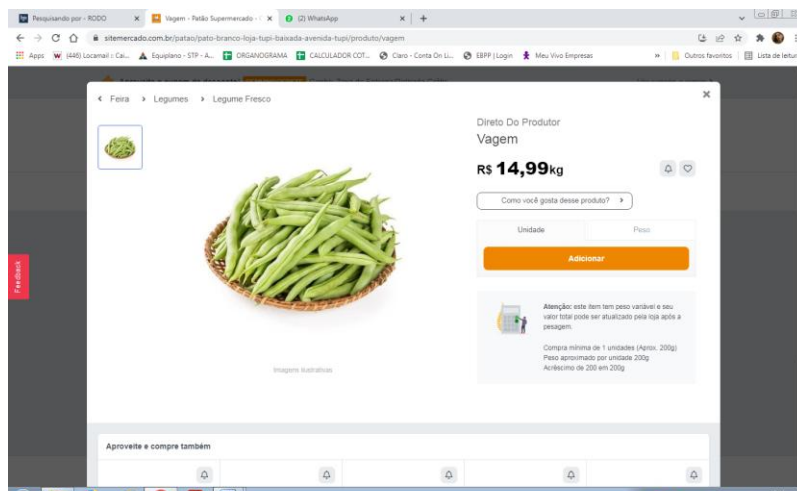 Pesquisando por - RODO
Vagem - Patão Supermercado -
(2) WhatsApp
sitemercado.com.br/patao/pato-branco-loja-tupi-baixada-avenida-tupi/produto/vagem
Apps
(446) Locamail :: Cai...
Equiplano - STP - A...
ORGANOGRAMA
CALCULADOR COT...
Claro - Conta On Li...
EBPP | Login
Meu Vivo Empresas
Outros favoritos
Lista de leitur
Feira > Legumes > Legume Fresco
Direto Do Produtor
Vagem
R$ 14,99kg
Como você gosta desse produto?
Unidade
Peso
Adicionar
Feedback
Atenção: este item tem peso variável e seu
valor total pode ser atualizado pela loja após a
pesagem.
Compra mínima de 1 unidades (Aprox. 200g)
Peso aproximado por unidade 200g
Acréscimo de 200 em 200g
Imagens ilustrativas
Aproveite e compre também